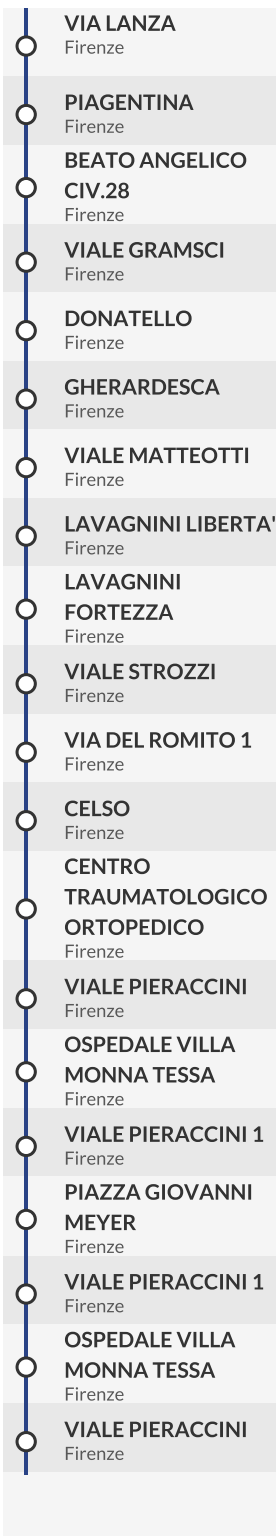 VIA LANZA
Firenze
PIAGENTINA
Firenze
BEATO ANGELICO
CIV.28
Firenze
VIALE GRAMSCI
Firenze
DONATELLO
Firenze
GHERARDESCA
Firenze
VIALE MATTEOTTI
Firenze
LAVAGNINI LIBERTA'
Firenze
LAVAGNINI
FORTEZZA
Firenze
VIALE STROZZI
Firenze
VIA DEL ROMITO 1
Firenze
CELSO
Firenze
CENTRO
TRAUMATOLOGICO
ORTOPEDICO
Firenze
VIALE PIERACCINI
Firenze
OSPEDALE VILLA
MONNA TESSA
Firenze
VIALE PIERACCINI 1
Firenze
PIAZZA GIOVANNI
MEYER
Firenze
VIALE PIERACCINI 1
Firenze
OSPEDALE VILLA
MONNA TESSA
Firenze
VIALE PIERACCINI
Firenze